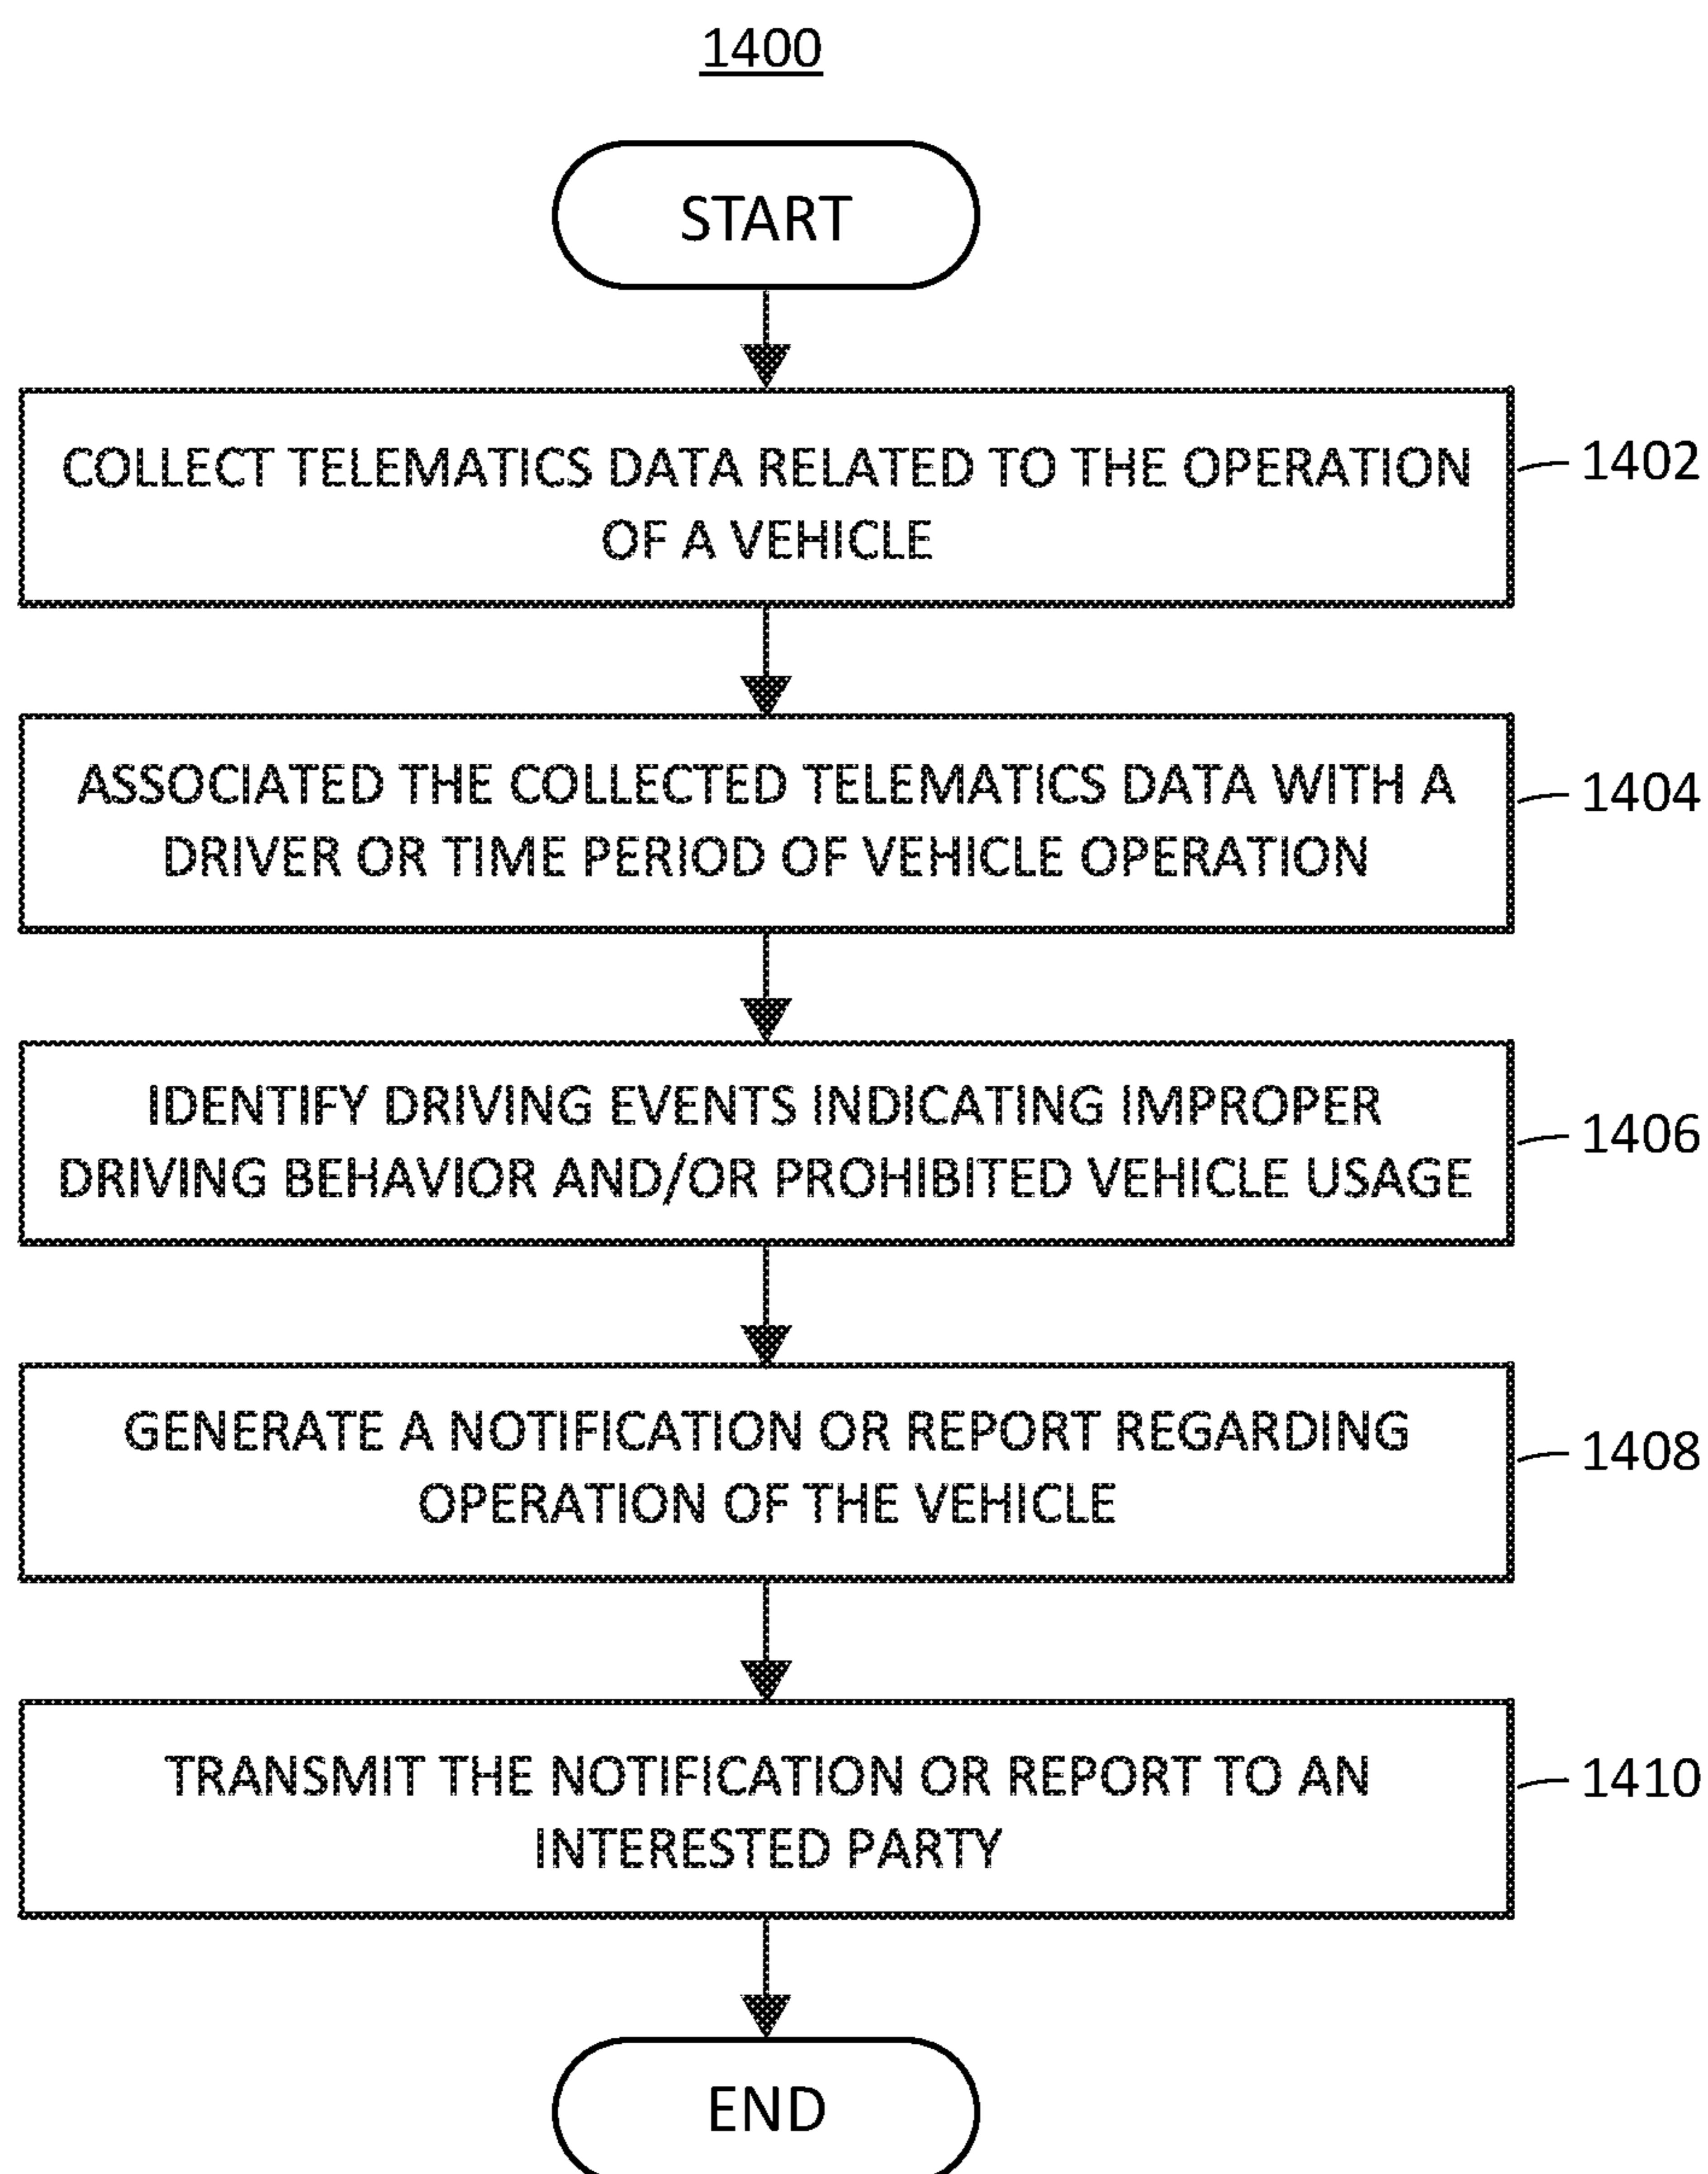 1400
START
COLLECT TELEMATICS DATA RELATED TO THE OPERATION
OF A VEHICLE
1402
ASSOCIATED THE COLLECTED TELEMATICS DATA WITH A
DRIVER OR TIME PERIOD OF VEHICLE OPERATION
1404
IDENTIFY DRIVING EVENTS INDICATING IMPROPER
DRIVING BEHAVIOR AND/OR PROHIBITED VEHICLE USAGE
1406
GENERATE A NOTIFICATION OR REPORT REGARDING
OPERATION OF THE VEHICLE
1408
TRANSMIT THE NOTIFICATION OR REPORT TO AN
INTERESTED PARTY
1410
END